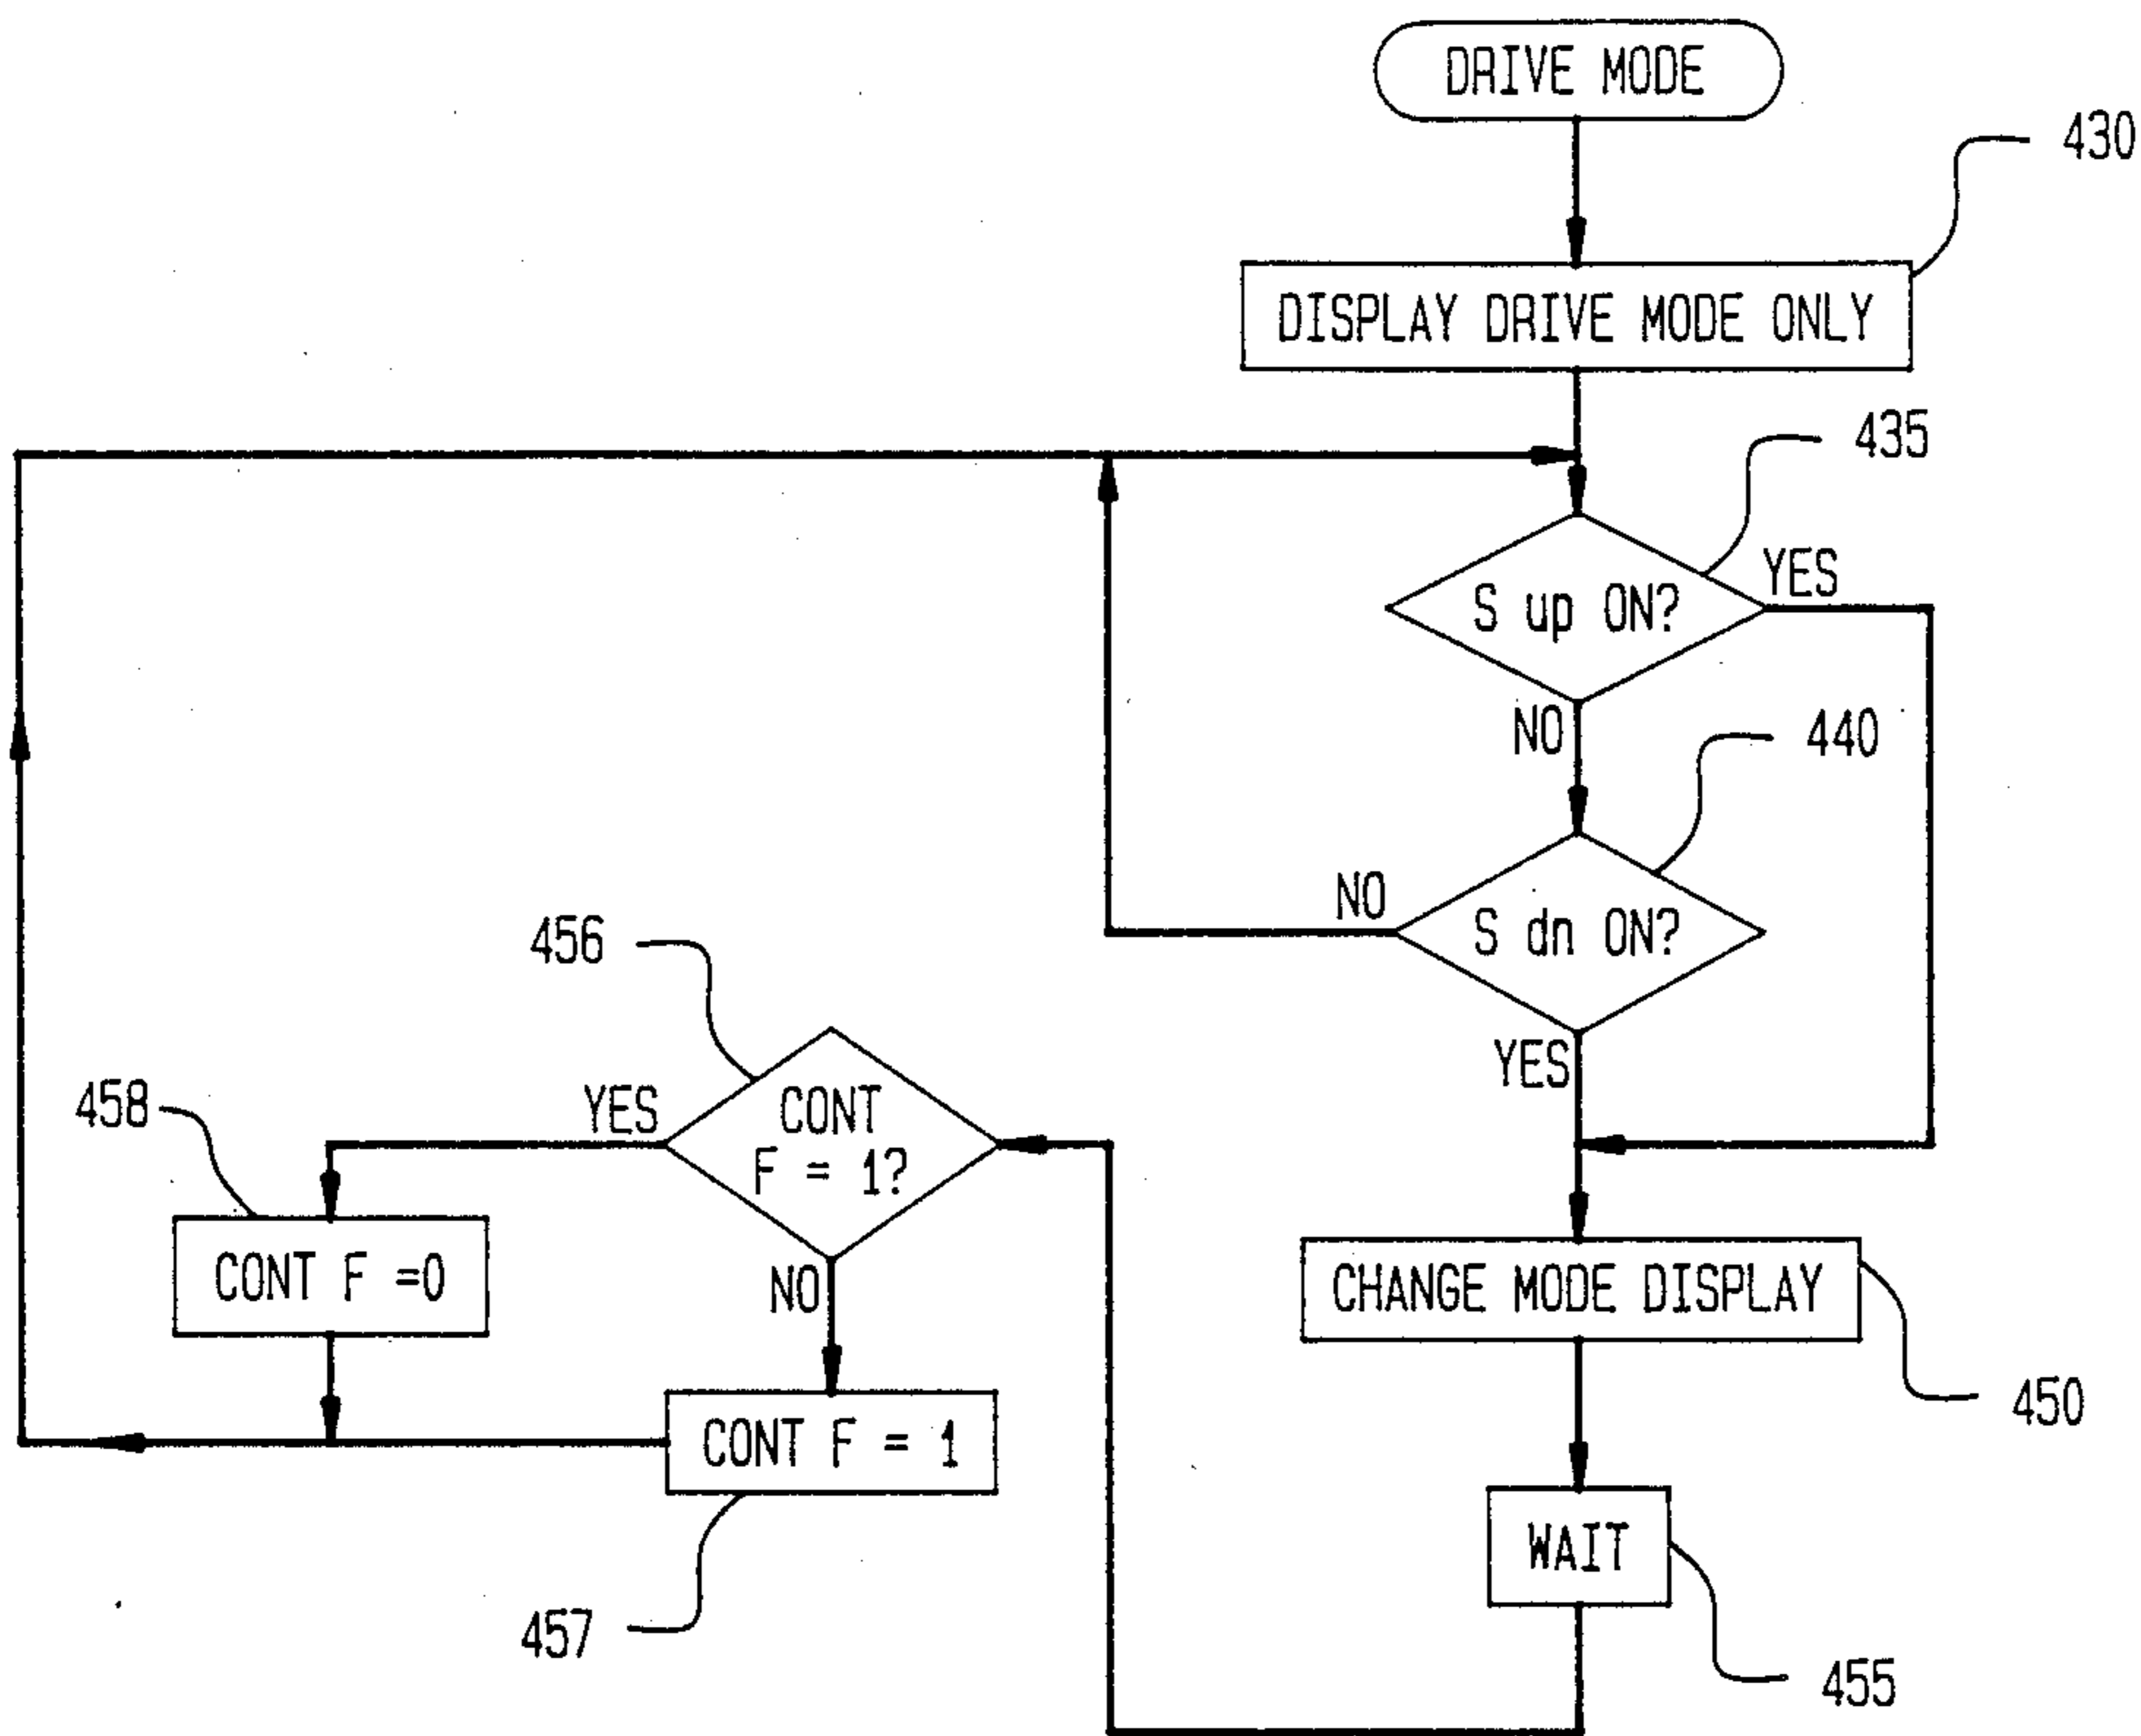 DRIVE MODE
430
DISPLAY DRIVE MODE ONLY
435
S up ON?
YES
NO
440
S dn ON?
NO
YES
456
CONT
F = 1?
YES
458
CONT F =0
NO
CHANGE MODE DISPLAY
450
CONT F = 1
457
WAIT
455